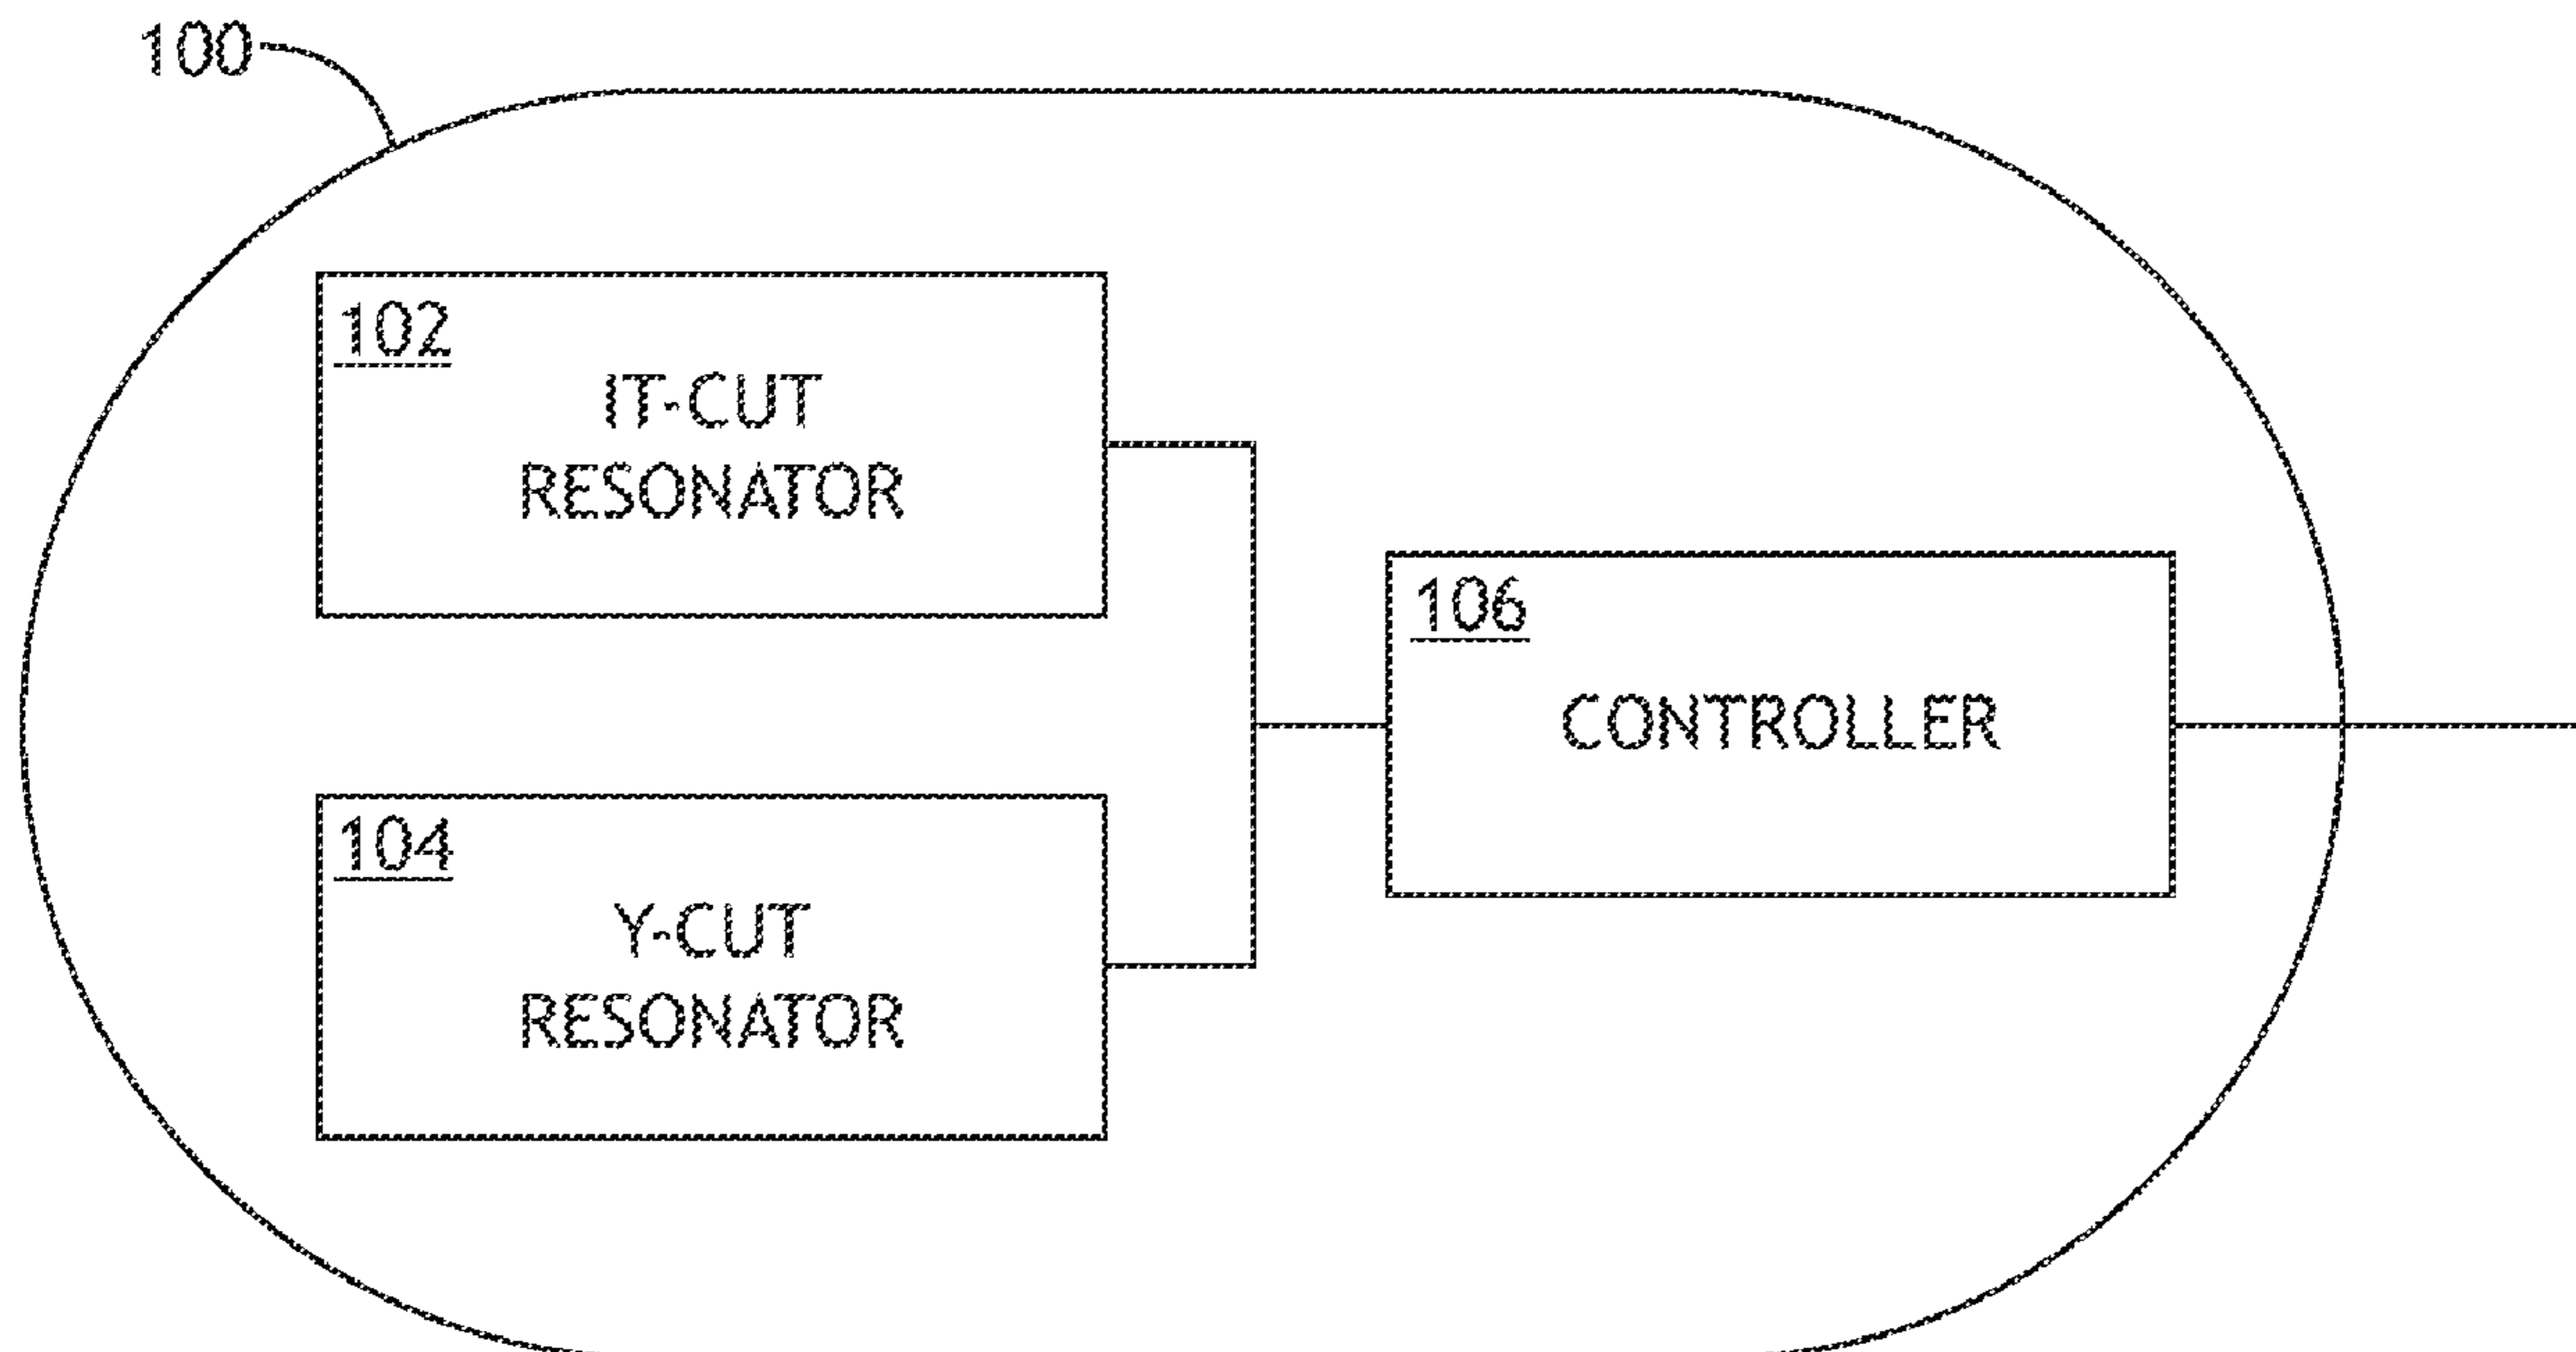 100
102
IT-CUT
RESONATOR
106
CONTROLLER
104
Y-CUT
RESONATOR